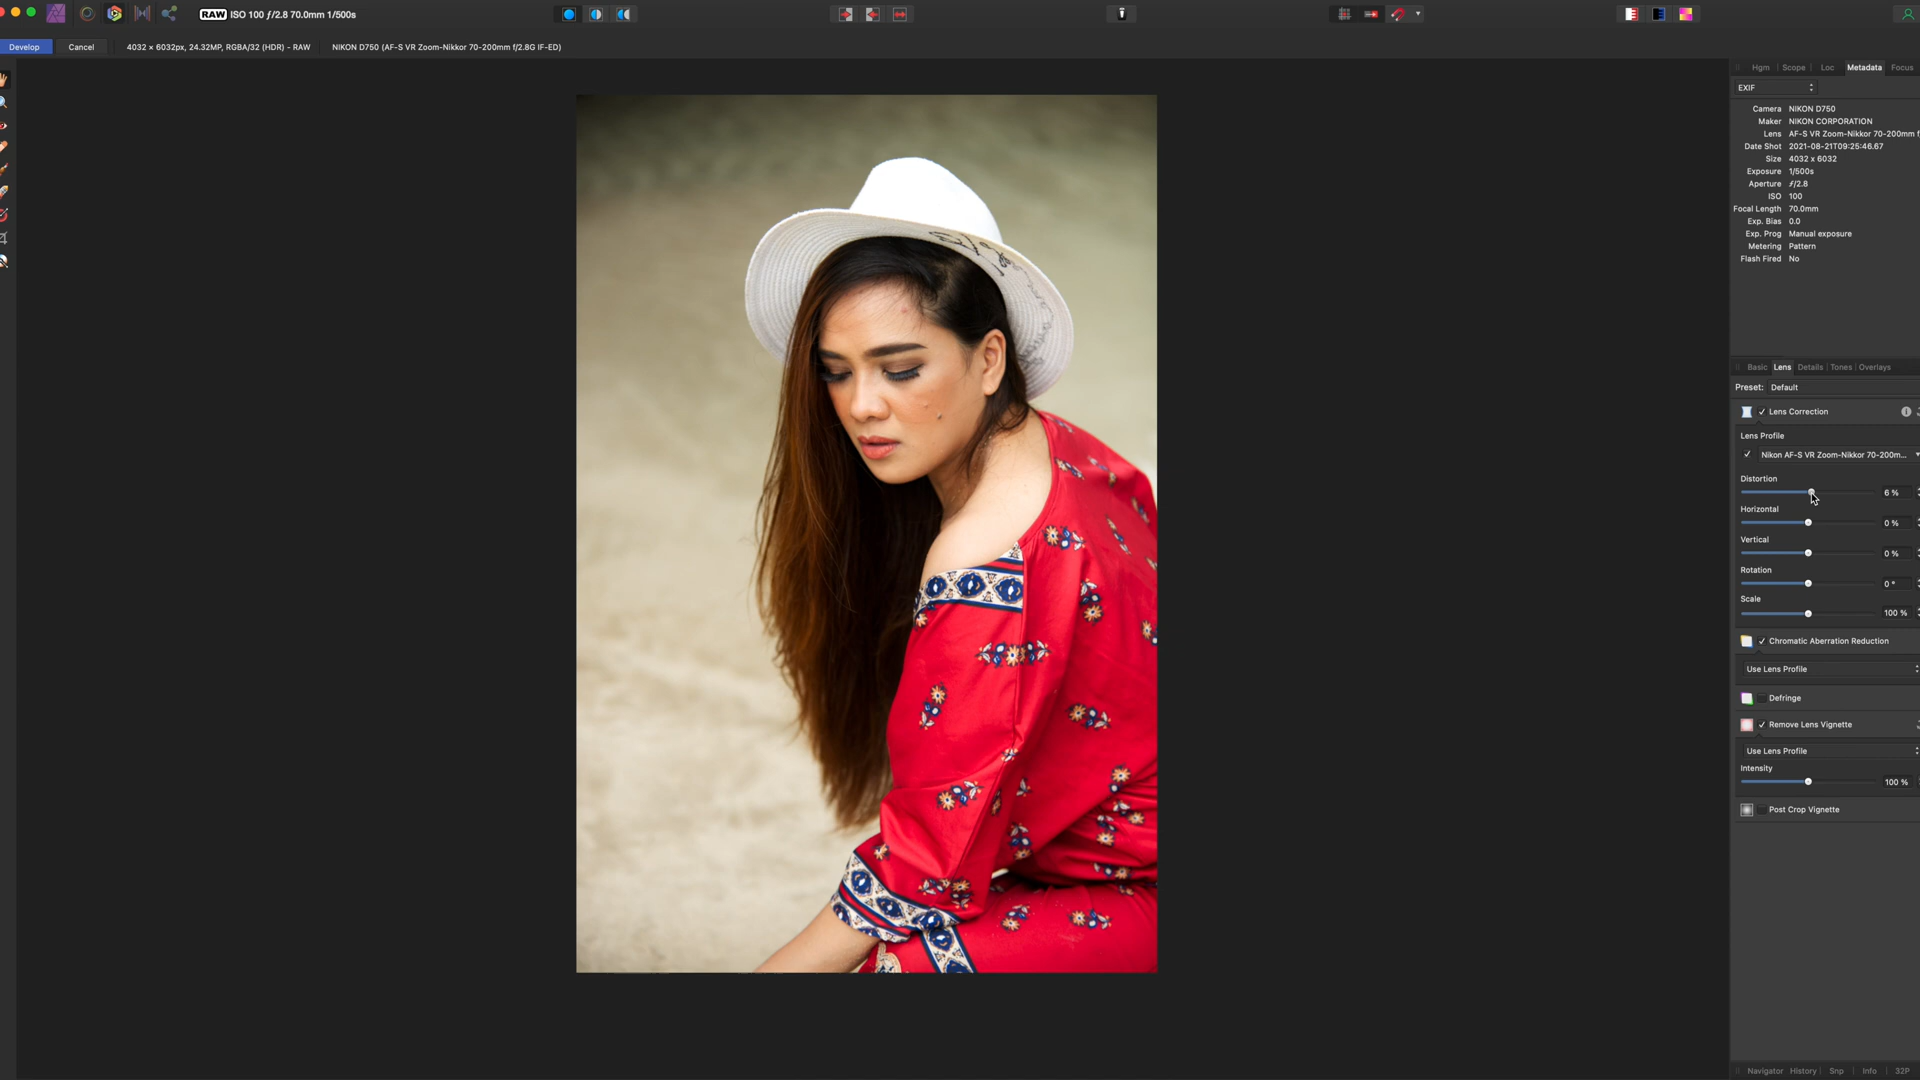 RAW ISO 100 ƒ/2.8 70.0mm 1/500s
Develop Cancel 4032 × 6032px, 24.32MP, RGBA/32 (HDR) - RAW NIKON D750 (AF-S VR Zoom-Nikkor 70-200mm f/2.8G IF-ED)
Hgm Scope Loc Metadata Focus
EXIF
Camera NIKON D750
Maker NIKON CORPORATION
Lens AF-S VR Zoom-Nikkor 70-200mm f
Date Shot 2021-08-21T09:25:46.67
Size 4032 x 6032
Exposure 1/500s
Aperture ƒ/2.8
ISO 100
Focal Length 70.0mm
Exp. Bias 0.0
Exp. Prog Manual exposure
Metering Pattern
Flash Fired No
Basic Lens Details Tones Overlays
Preset: Default
Lens Correction
Lens Profile
Nikon AF-S VR Zoom-Nikkor 70-200m...
Distortion
6 %
Horizontal
0 %
Vertical
0 %
Rotation
0 °
Scale
100 %
Chromatic Aberration Reduction
Use Lens Profile
Defringe
Remove Lens Vignette
Use Lens Profile
Intensity
100 %
Post Crop Vignette
Navigator History Snp Info 32P